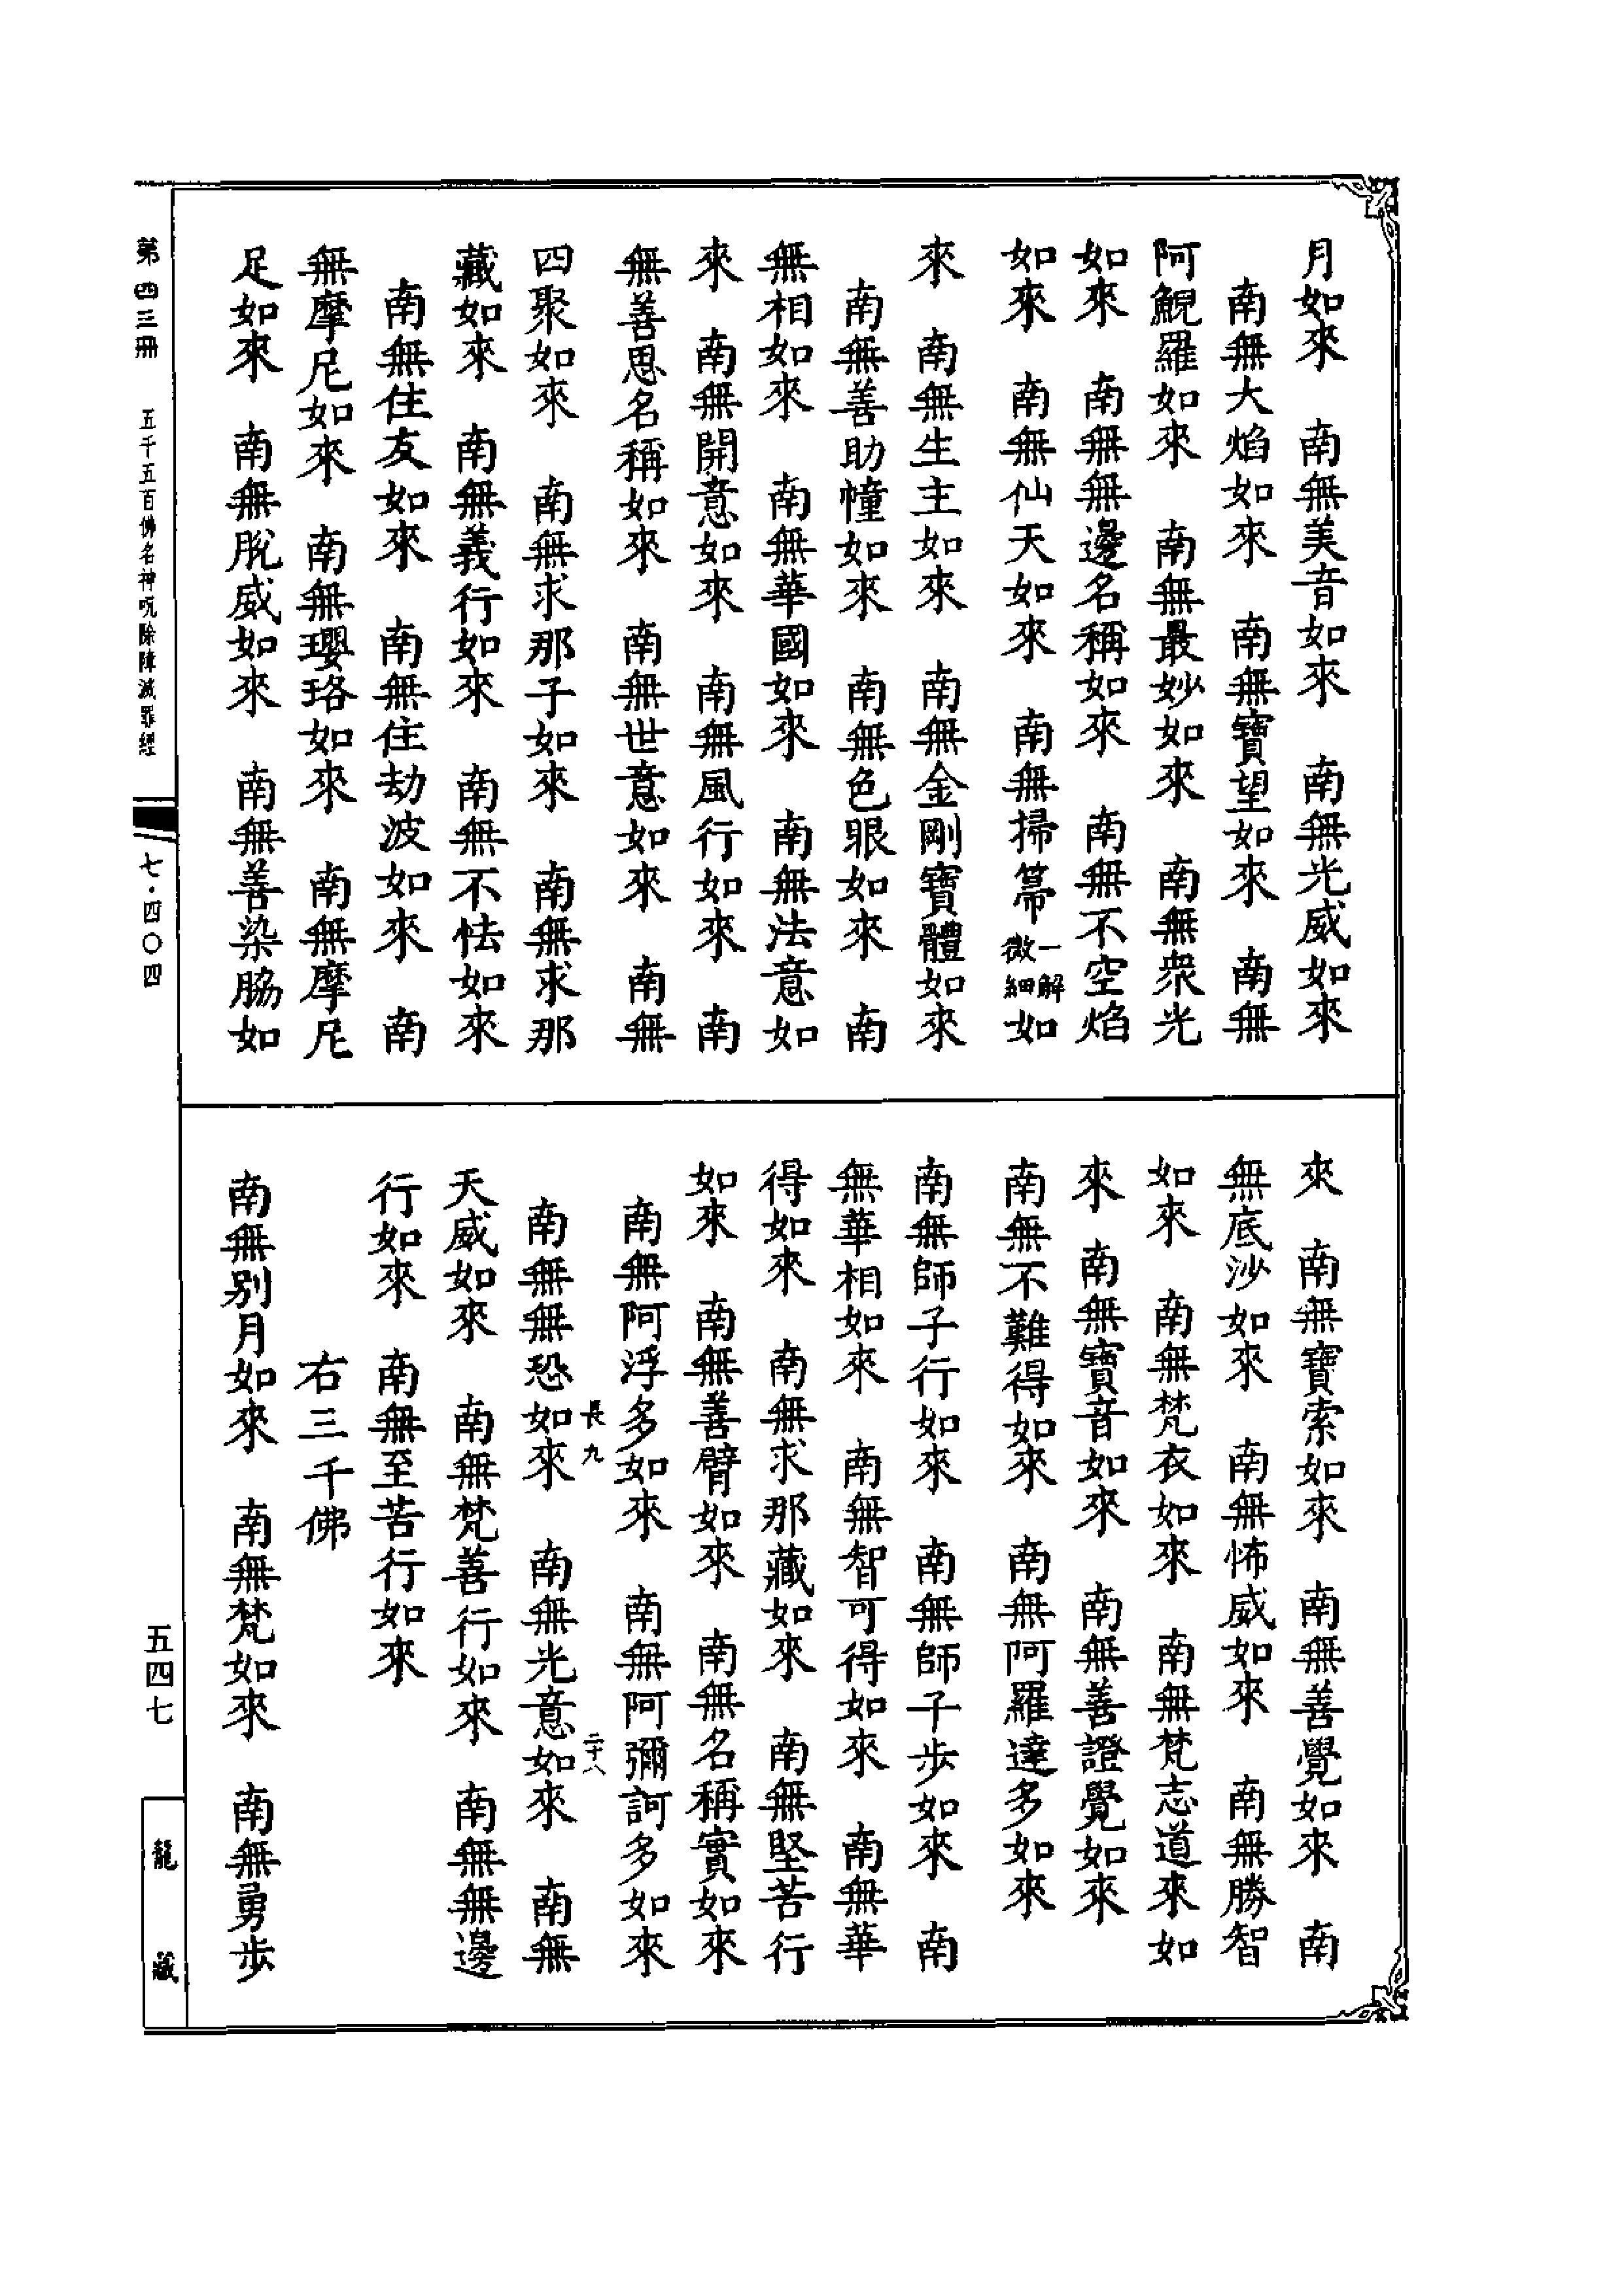 月如來　南無美音如來　南無光威如來
南無大焰如來　南無寶望如來　南無
阿鯢羅如來　南無最妙如來　南無衆光
如來　南無無邊名稱如來　南無不空焰
如來　南無仙天如來　南無掃箒一解微細如
來　南無生主如來　南無金剛寶體如來
南無善助幢如來　南無色眼如來　南
無相如來　南無華國如來　南無法意如
來　南無開意如來　南無風行如來　南
無善思名稱如來　南無世意如來　南無
四聚如來　南無求那子如來　南無求那
藏如來　南無義行如來　南無不怯如來
南無住友如來　南無住劫波如來　南
無摩尼如來　南無瓔珞如來　南無摩尼
足如來　南無脫威如來　南無善染脇如
來　南無寶索如來　南無善覺如來　南
無底沙如來　南無怖威如來　南無勝智
如來　南無梵衣如來　南無梵志道來如
來　南無寶音如來　南無善證覺如來
南無不難得如來　南無阿羅達多如來
南無師子行如來　南無師子步如來　南
無華相如來　南無智可得如來　南無華
得如來　南無求那藏如來　南無堅苦行
如來　南無善臂如來　南無名稱實如來
南無阿浮多如來　南無阿彌訶多如來
長九　二十八
南無無恐如來　南無光意如來　南無
天威如來　南無梵善行如來　南無無邊
行如來　南無至苦行如來
右三千佛
南無別月如來　南無梵如來　南無勇步
第四三冊　五千五百佛名神呪除障滅罪經
七·四〇四
五四七
龍藏